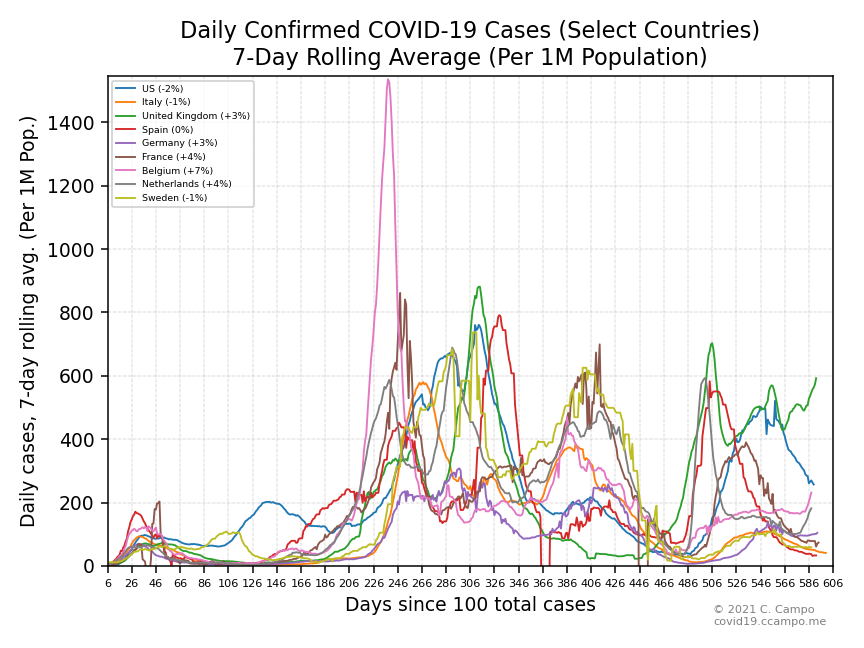 Daily Confirmed COVID-19 Cases (Select Countries)
7-Day Rolling Average (Per 1M Population)
Daily cases, 7-day rolling avg. (Per 1M Pop.)
1400
1200
1000
800
600
400
200
0
US (-2%)
Italy (-1%)
United Kingdom (+3%)
Spain (0%)
Germany (+3%)
France (+4%)
Belgium (+7%)
Netherlands (+4%)
Sweden (-1%)
6 26 46 66 86 106 126 146 166 186 206 226 246 266 286 306 326 346 366 386 406 426 446 466 486 506 526 546 566 586 606
Days since 100 total cases
© 2021 C. Campo
covid19.ccampo.me